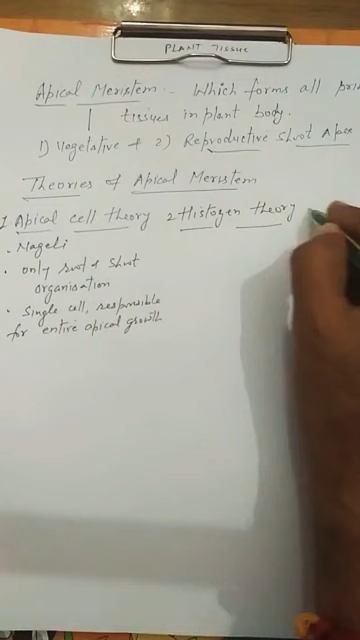 PLANT TISSUE
Apical Meristem :- Which forms all pri
tissues in plant body.
1) Vegetative & 2) Reproductive Shoot Apex
Theories of Apical Meristem
1 Apical cell theory 2 Histogen theory
. Nageli
. only root & Shoot
organisation
. Single cell, responsible
for entire apical growth